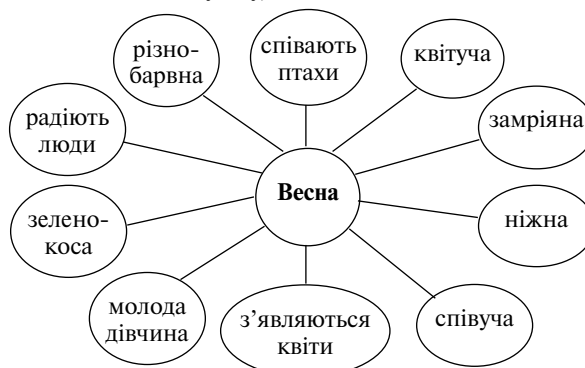 різно-
барвна
співають
птахи
квітуча
радіють
люди
замріяна
Весна
зелено-
коса
ніжна
молода
дівчина
з’являються
квіти
співуча